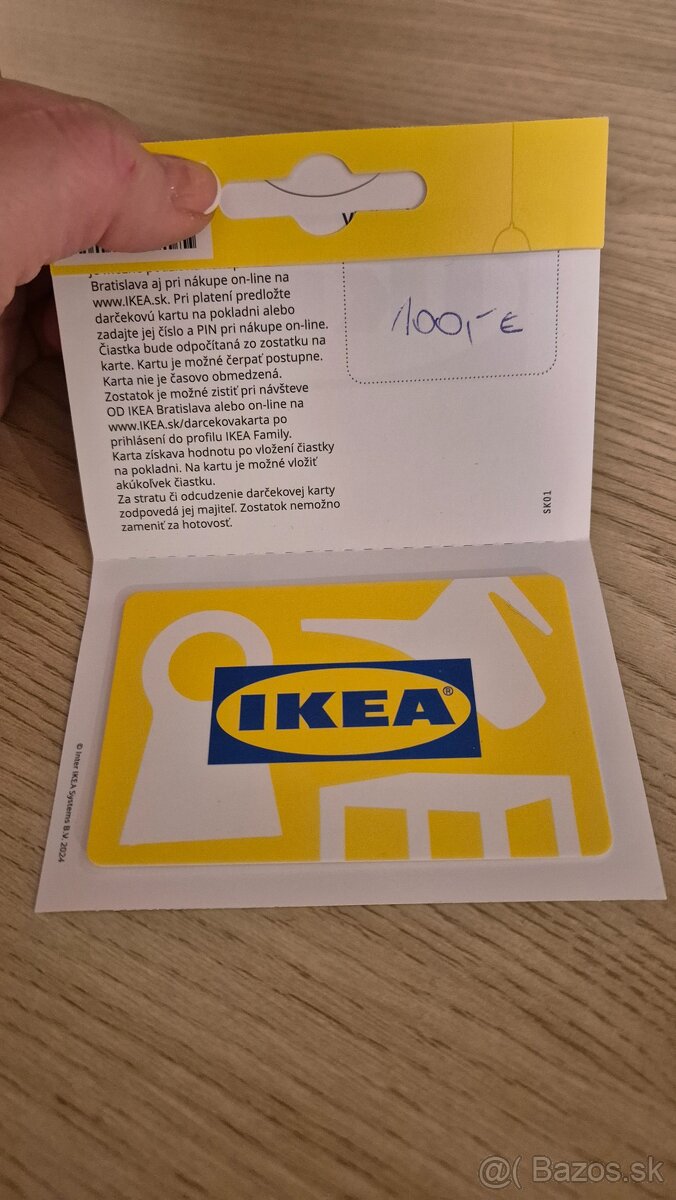 Bratislava aj pri nákupe on-line na
www.IKEA.sk. Pri platení predložte
darčekovú kartu na pokladni alebo
zadajte jej číslo a PIN pri nákupe on-line.
Čiastka bude odpočítaná zo zostatku na
karte. Kartu je možné čerpať postupne.
Karta nie je časovo obmedzená.
Zostatok je možné zistiť pri návšteve
OD IKEA Bratislava alebo on-line na
www.IKEA.sk/darcekovakarta po
prihlásení do profilu IKEA Family.
Karta získava hodnotu po vložení čiastky
na pokladni. Na kartu je možné vložiť
akúkoľvek čiastku.
Za stratu či odcudzenie darčekovej karty
zodpovedá jej majiteľ. Zostatok nemožno
zameniť za hotovosť.
100,- €
SK01
IKEA®
© Inter IKEA Systems B.V. 2024
@( Bazos.sk